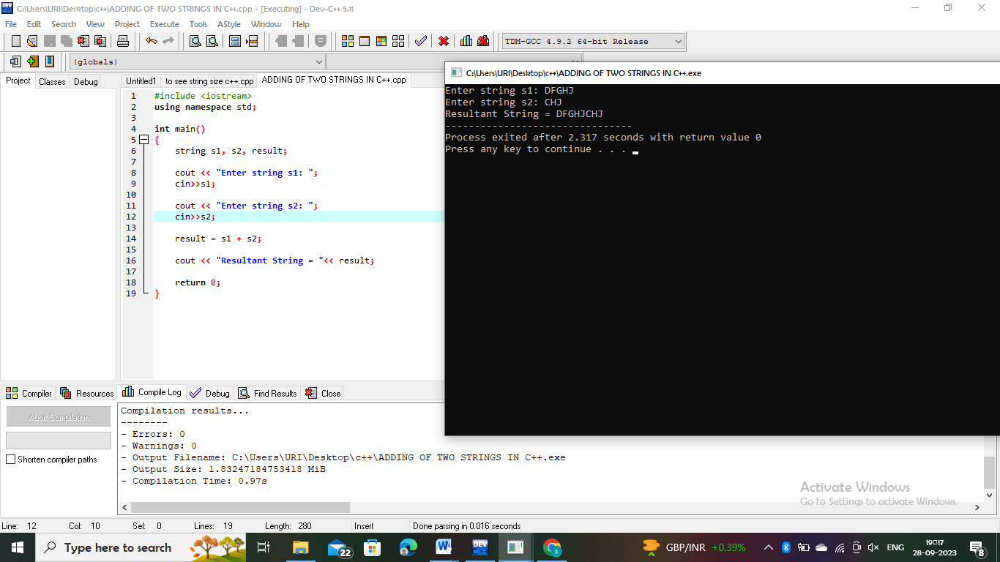 C:\Users\URI\Desktop\c++\ADDING OF TWO STRINGS IN C++.cpp - [Executing] - Dev-C++ 5.11
File Edit Search View Project Execute Tools AStyle Window Help
TDM-GCC 4.9.2 64-bit Release
(globals)
Project Classes Debug
Untitled1 to see string size c++.cpp ADDING OF TWO STRINGS IN C++.cpp
1 #include <iostream>
2 using namespace std;
3
4 int main()
5 {
6 string s1, s2, result;
7
8 cout << "Enter string s1: ";
9 cin>>s1;
10
11 cout << "Enter string s2: ";
12 cin>>s2;
13
14 result = s1 + s2;
15
16 cout << "Resultant String = "<< result;
17
18 return 0;
19 }
C:\Users\URI\Desktop\c++\ADDING OF TWO STRINGS IN C++.exe
Enter string s1: DFGHJ
Enter string s2: CHJ
Resultant String = DFGHJCHJ
--------------------------------
Process exited after 2.317 seconds with return value 0
Press any key to continue . . .
Compiler Resources Compile Log Debug Find Results Close
Abort Compilation
Shorten compiler paths
Compilation results...
--------
- Errors: 0
- Warnings: 0
- Output Filename: C:\Users\URI\Desktop\c++\ADDING OF TWO STRINGS IN C++.exe
- Output Size: 1.83247184753418 MiB
- Compilation Time: 0.97s
Activate Windows
Go to Settings to activate Windows.
Line: 12 Col: 10 Sel: 0 Lines: 19 Length: 280 Insert Done parsing in 0.016 seconds
Type here to search
22
DEV
GBP/INR +0.39%
ENG
19:17
28-09-2023
8